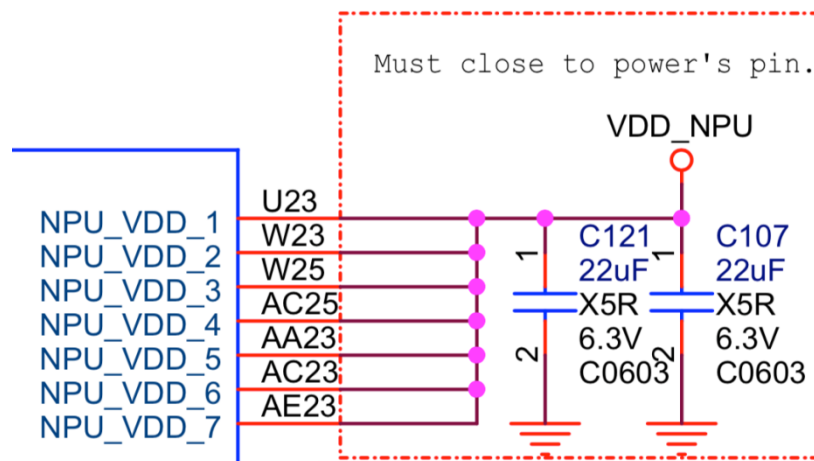 Must close to power's pin.
VDD_NPU
NPU_VDD_1 U23
NPU_VDD_2 W23
NPU_VDD_3 W25
NPU_VDD_4 AC25
NPU_VDD_5 AA23
NPU_VDD_6 AC23
NPU_VDD_7 AE23
1
2
C121
22uF
X5R
6.3V
C0603
1
2
C107
22uF
X5R
6.3V
C0603